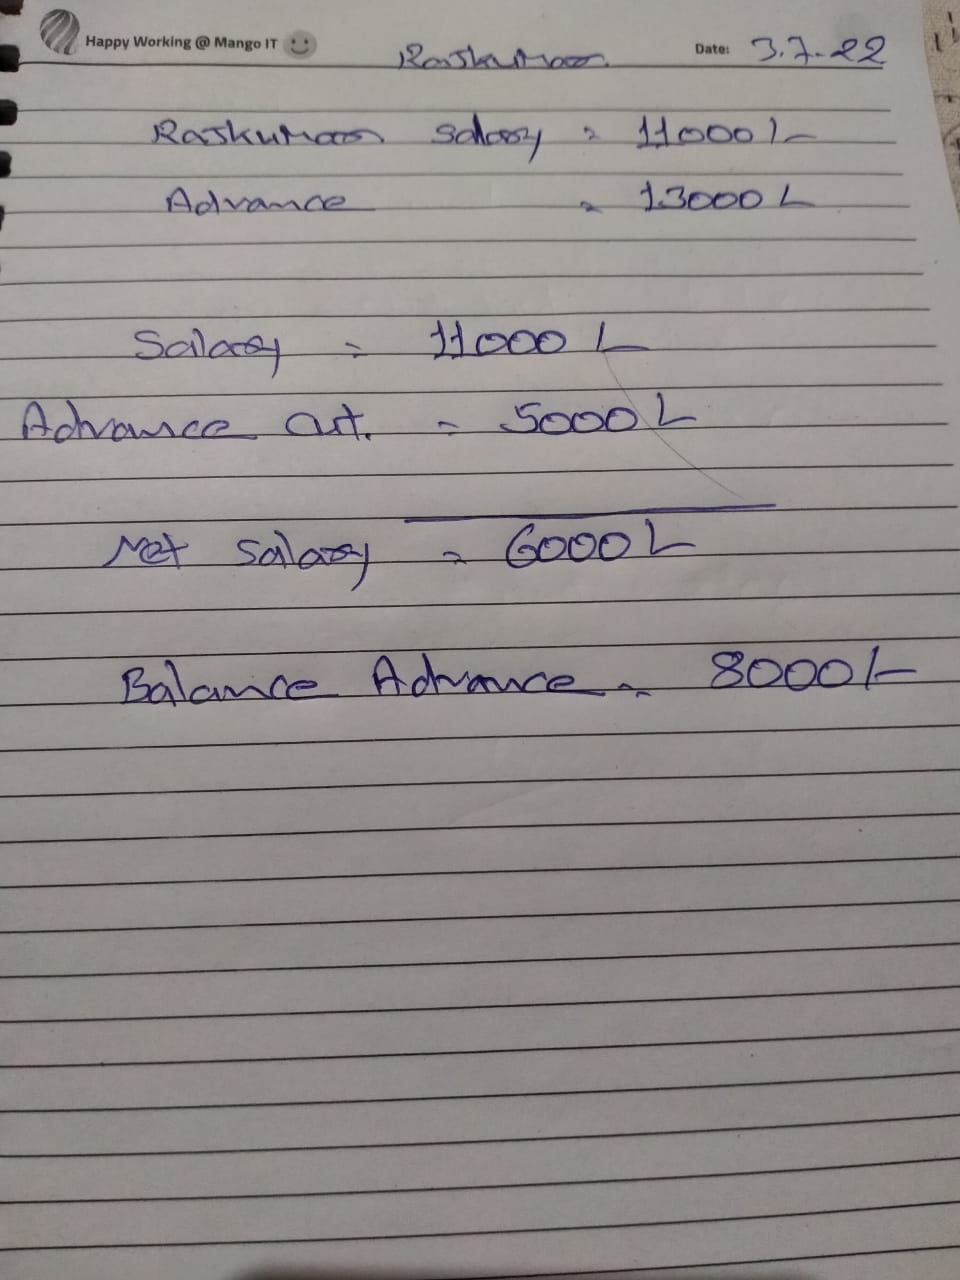 Happy Working @ Mango IT
Rajkumar Date: 3.7.22
Rajkumar Salary = 11000/-
Advance = 13000/-
Salary = 11000/-
Advance Cut. = 5000/-
Net Salary = 6000/-
Balance Advance = 8000/-